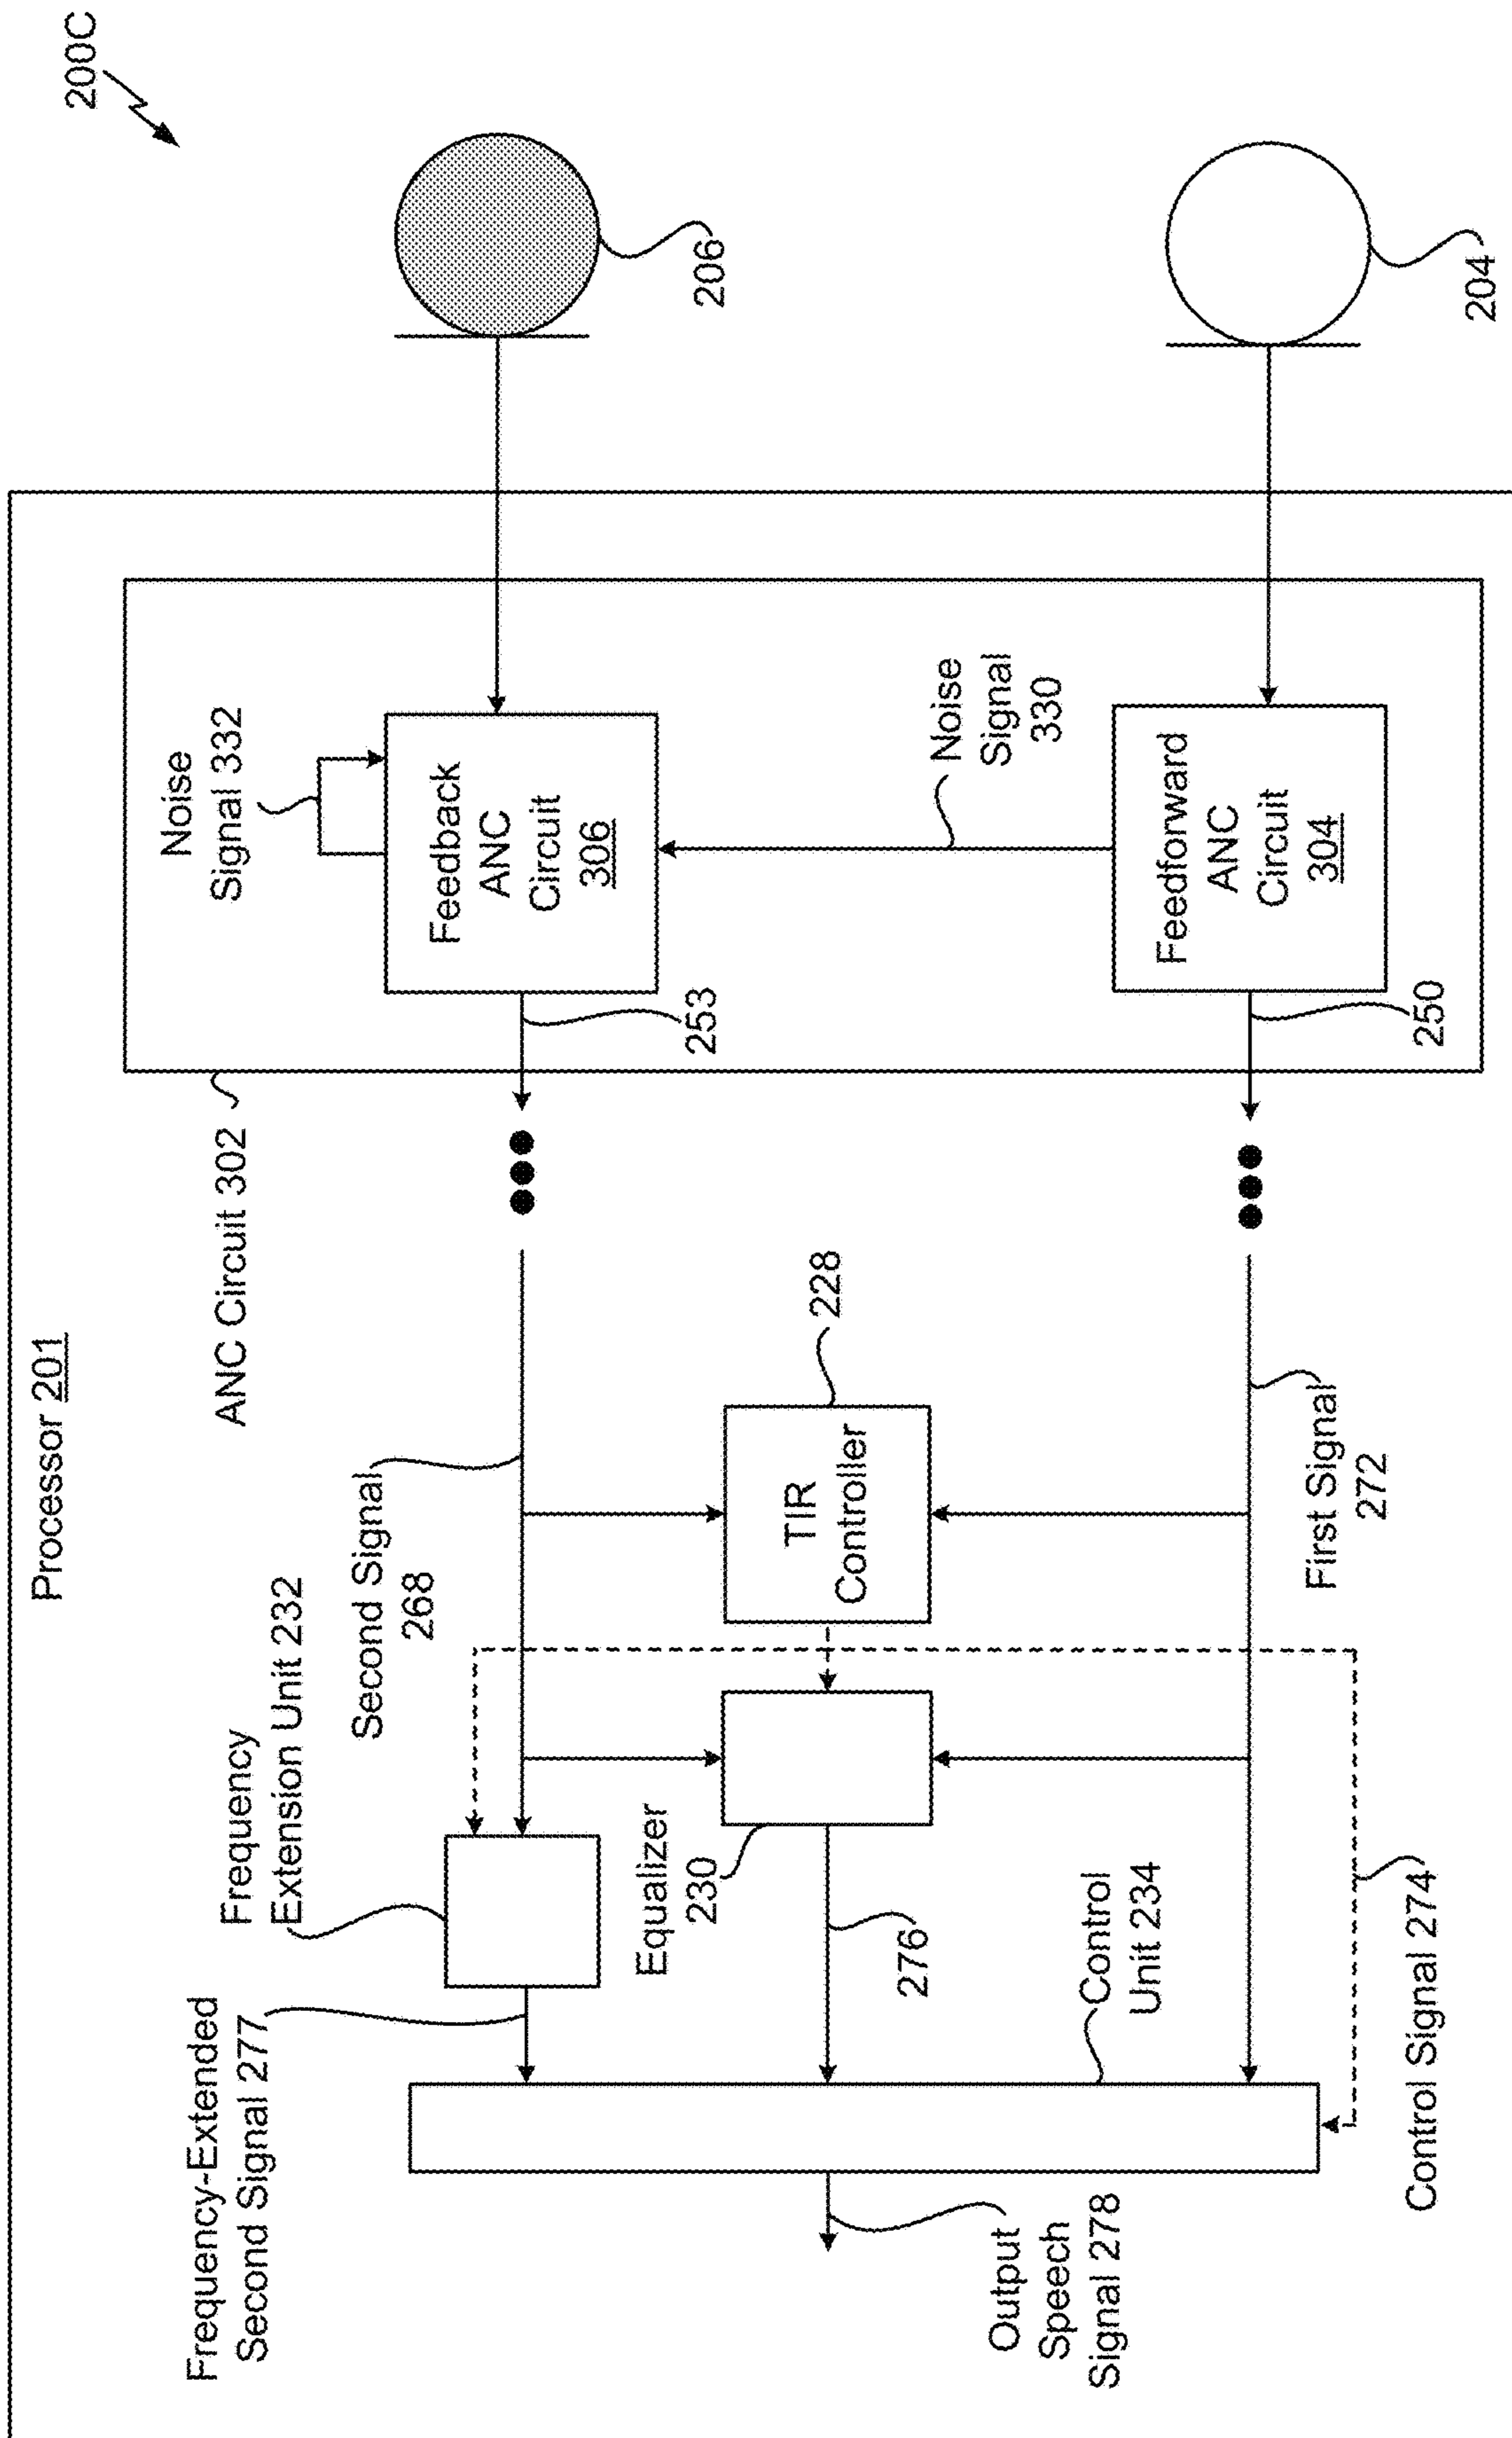 200C
Processor 201
ANC Circuit 302
206
204
Noise
Signal 332
Feedback
ANC
Circuit
306
Noise
Signal
330
Feedforward
ANC
Circuit
304
253
250
Second Signal
268
228
TIR
Controller
First Signal
272
Frequency
Extension Unit 232
Equalizer
230
276
Control
Unit 234
Control Signal 274
Frequency-Extended
Second Signal 277
Output
Speech
Signal 278